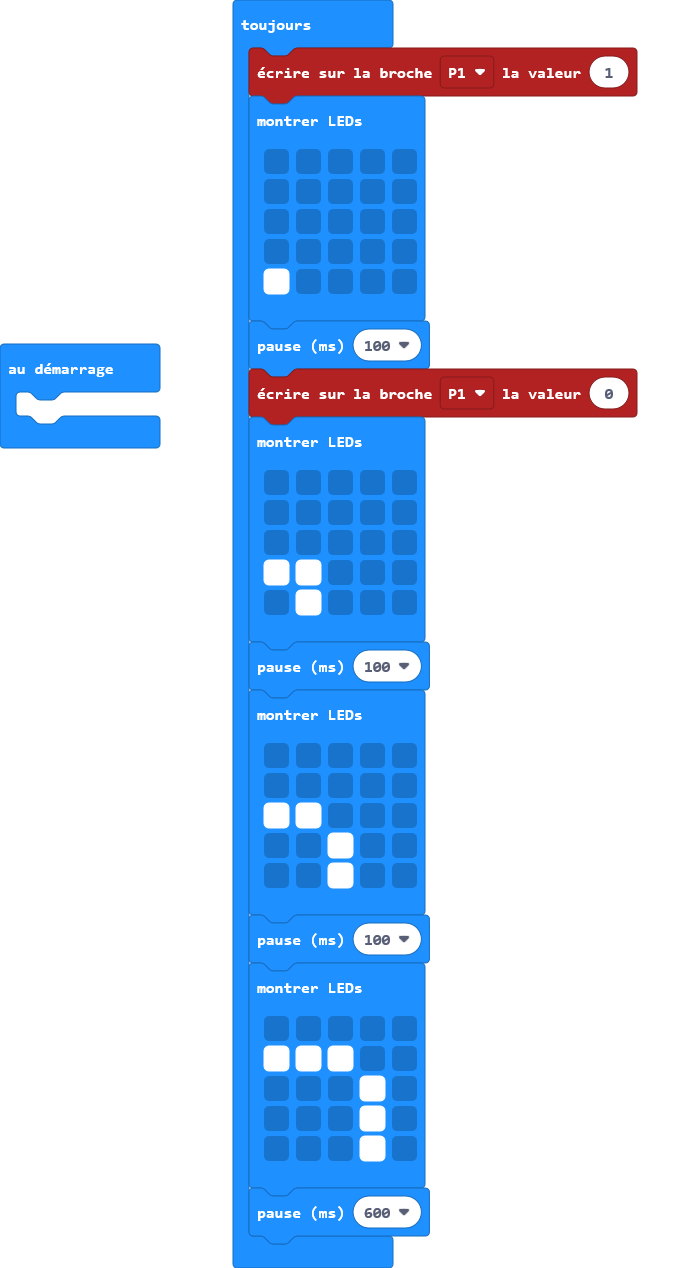 toujours
écrire sur la broche P1 la valeur 1
montrer LEDs
pause (ms) 100
au démarrage
écrire sur la broche P1 la valeur 0
montrer LEDs
pause (ms) 100
montrer LEDs
pause (ms) 100
montrer LEDs
pause (ms) 600